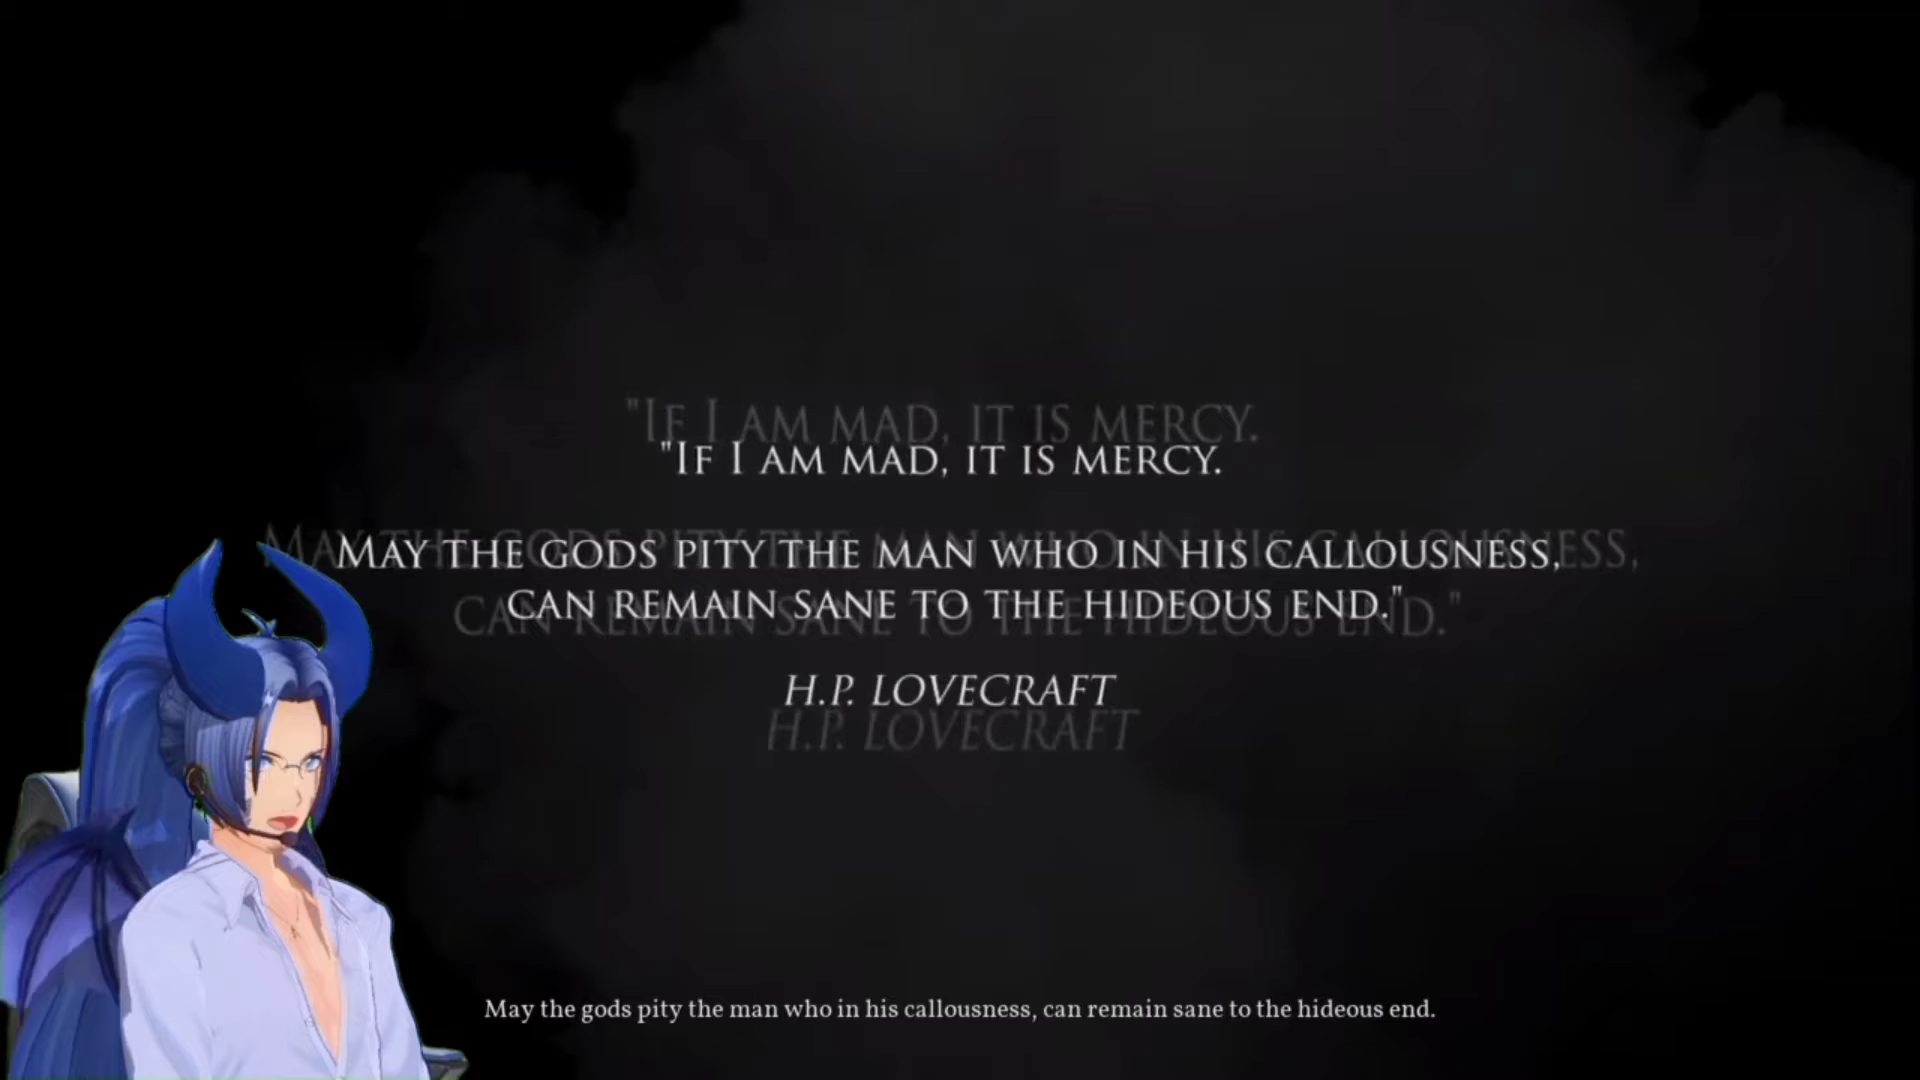 "If I am mad, it is mercy.
May the gods pity the man who in his callousness,
can remain sane to the hideous end."
H.P. Lovecraft
May the gods pity the man who in his callousness, can remain sane to the hideous end.